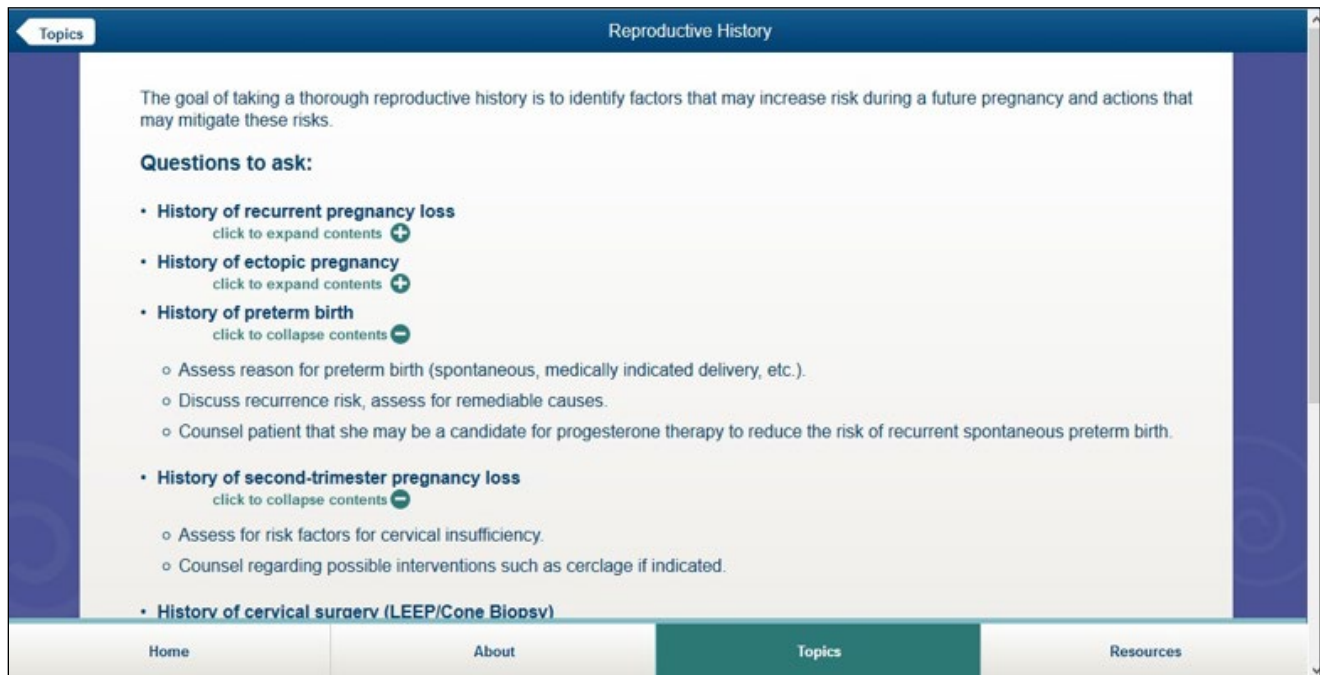 Topics
Reproductive History
The goal of taking a thorough reproductive history is to identify factors that may increase risk during a future pregnancy and actions that
may mitigate these risks.
Questions to ask:
• History of recurrent pregnancy loss
click to expand contents
• History of ectopic pregnancy
click to expand contents
• History of preterm birth
click to collapse contents
○ Assess reason for preterm birth (spontaneous, medically indicated delivery, etc.).
○ Discuss recurrence risk, assess for remediable causes.
○ Counsel patient that she may be a candidate for progesterone therapy to reduce the risk of recurrent spontaneous preterm birth.
• History of second-trimester pregnancy loss
click to collapse contents
○ Assess for risk factors for cervical insufficiency.
○ Counsel regarding possible interventions such as cerclage if indicated.
• History of cervical surgery (LEEP/Cone Biopsy)
Home
About
Topics
Resources